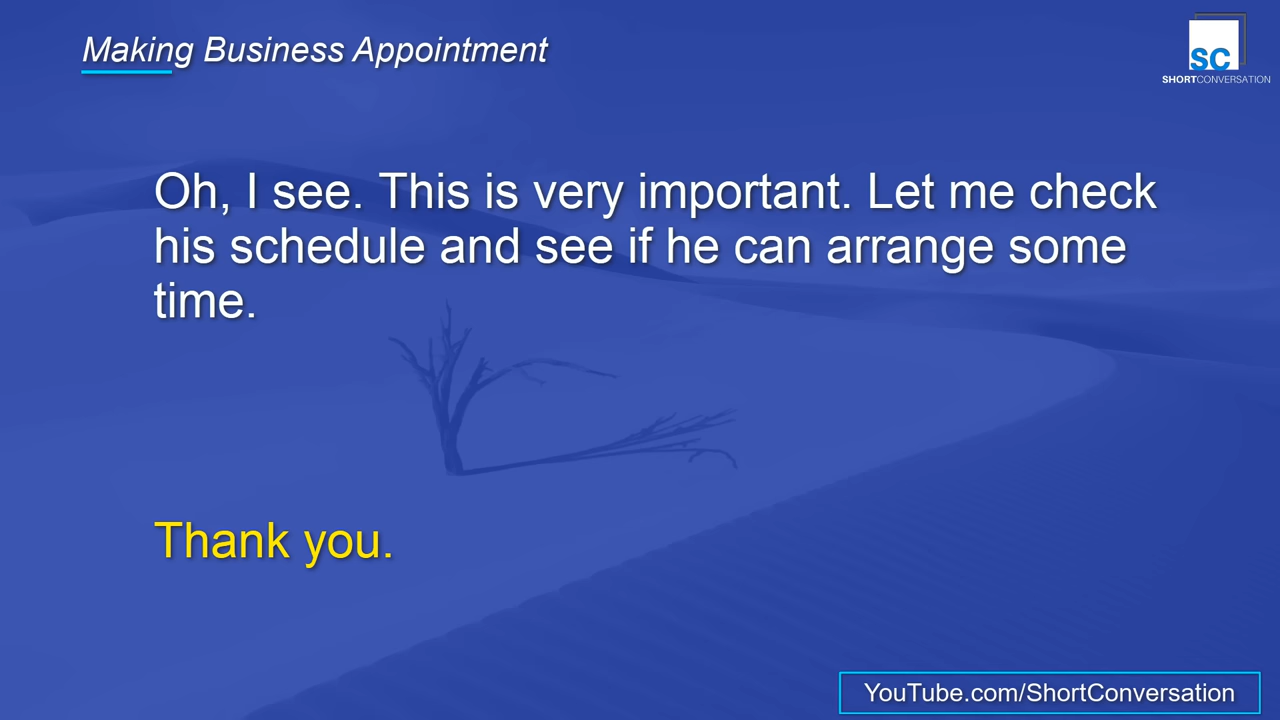 Making Business Appointment
SC
SHORTCONVERSATION
Oh, I see. This is very important. Let me check
his schedule and see if he can arrange some
time.
Thank you.
YouTube.com/ShortConversation